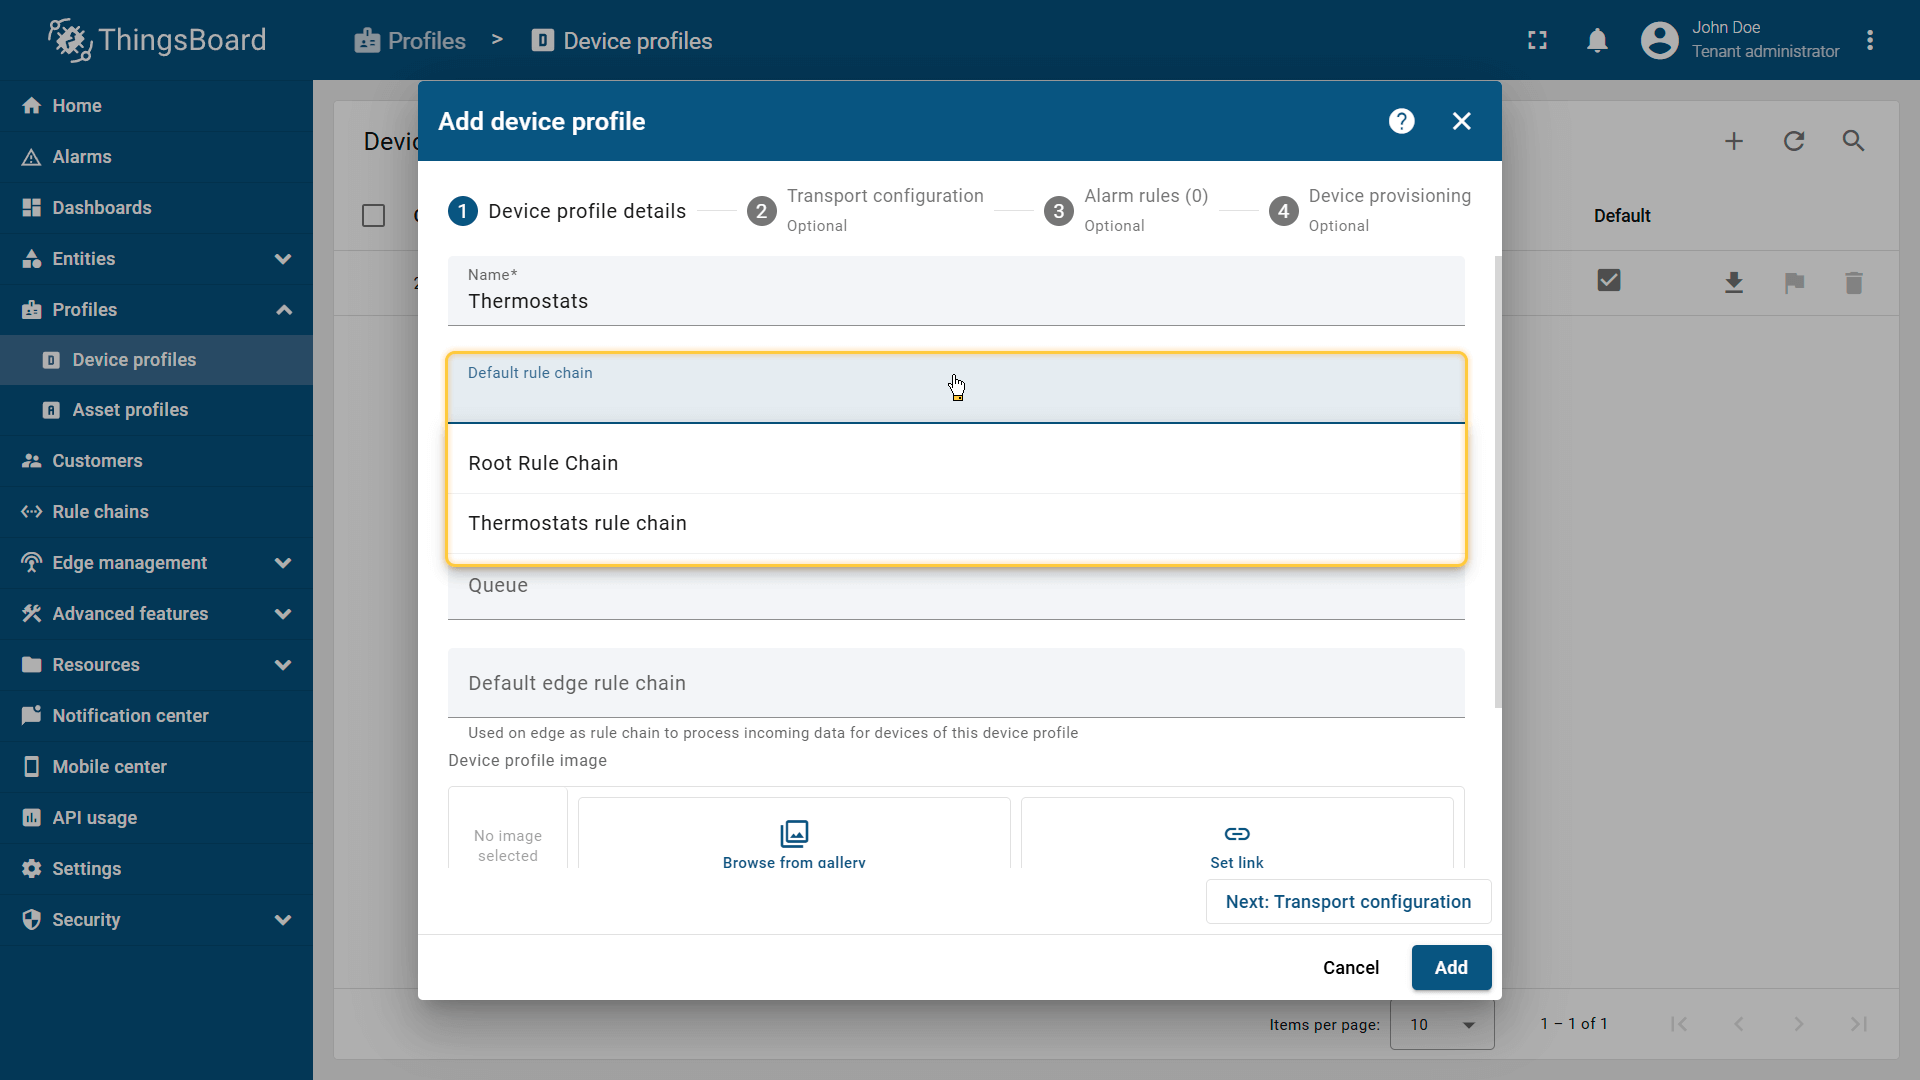 ThingsBoard
Profiles > Device profiles
John Doe
Tenant administrator
Home
Alarms
Dashboards
Entities
Profiles
Device profiles
Asset profiles
Customers
Rule chains
Edge management
Advanced features
Resources
Notification center
Mobile center
API usage
Settings
Security
Devic
Default
Add device profile
1 Device profile details
2 Transport configuration
Optional
3 Alarm rules (0)
Optional
4 Device provisioning
Optional
Name*
Thermostats
Default rule chain
Root Rule Chain
Thermostats rule chain
Queue
Default edge rule chain
Used on edge as rule chain to process incoming data for devices of this device profile
Device profile image
No image
selected
Browse from gallery
Set link
Next: Transport configuration
Cancel
Add
Items per page: 10
1 – 1 of 1